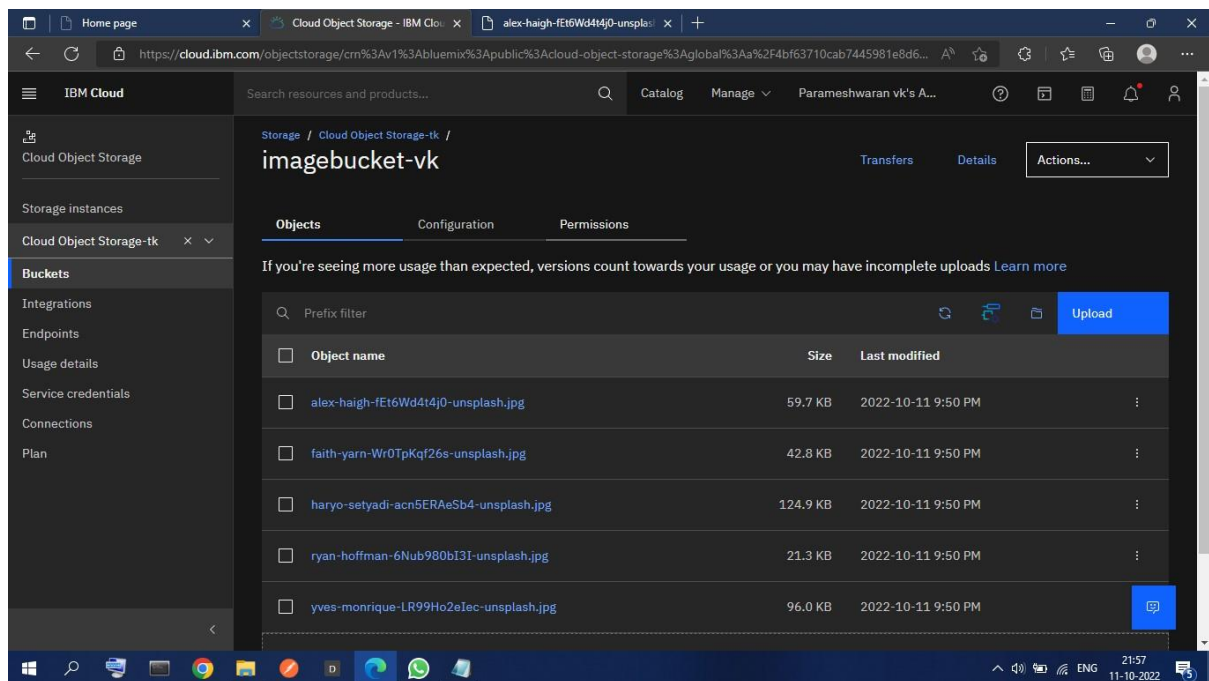 Home page
Cloud Object Storage - IBM Clou
alex-haigh-fEt6Wd4t4j0-unsplas
https://cloud.ibm.com/objectstorage/crn%3Av1%3Abluemix%3Apublic%3Acloud-object-storage%3Aglobal%3Aa%2F4bf63710cab7445981e8d6...
IBM Cloud
Search resources and products...
Catalog
Manage
Parameshwaran vk's A...
Cloud Object Storage
Storage instances
Cloud Object Storage-tk
Buckets
Integrations
Endpoints
Usage details
Service credentials
Connections
Plan
Storage / Cloud Object Storage-tk /
imagebucket-vk
Transfers
Details
Actions...
Objects
Configuration
Permissions
If you're seeing more usage than expected, versions count towards your usage or you may have incomplete uploads Learn more
Prefix filter
Upload
Object name Size Last modified
alex-haigh-fEt6Wd4t4j0-unsplash.jpg 59.7 KB 2022-10-11 9:50 PM
faith-yarn-Wr0TpKqf26s-unsplash.jpg 42.8 KB 2022-10-11 9:50 PM
haryo-setyadi-acn5ERAeSb4-unsplash.jpg 124.9 KB 2022-10-11 9:50 PM
ryan-hoffman-6Nub980bI3I-unsplash.jpg 21.3 KB 2022-10-11 9:50 PM
yves-monrique-LR99Ho2eIec-unsplash.jpg 96.0 KB 2022-10-11 9:50 PM
D
ENG
21:57
11-10-2022
5